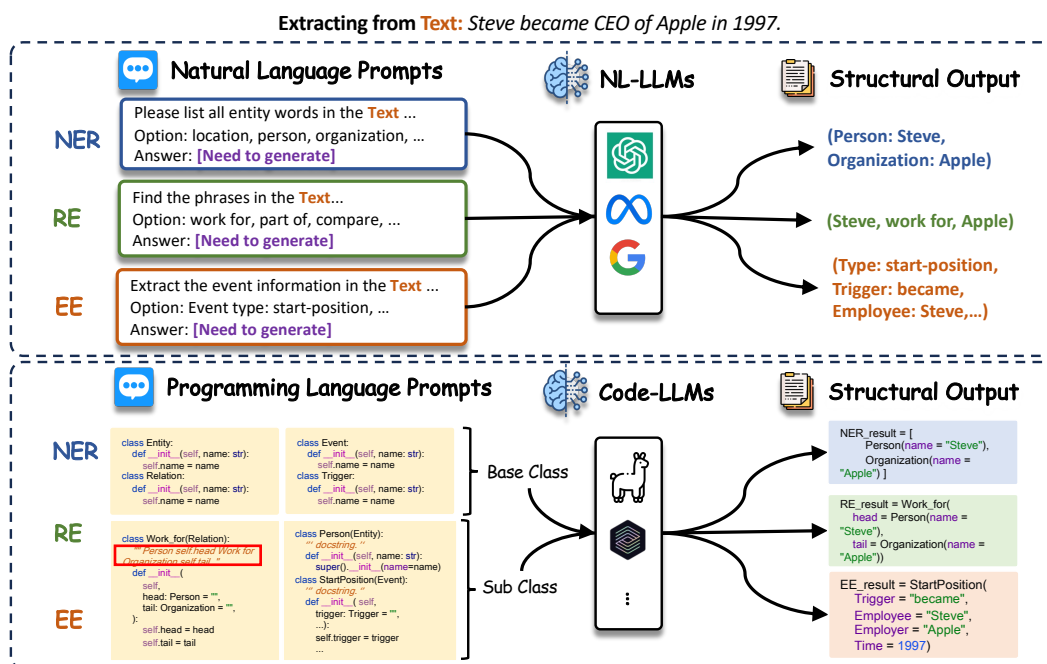 Extracting from Text: Steve became CEO of Apple in 1997.
Natural Language Prompts
NL-LLMs
Structural Output
NER
Please list all entity words in the Text ...
Option: location, person, organization, ...
Answer: [Need to generate]
(Person: Steve,
Organization: Apple)
RE
Find the phrases in the Text...
Option: work for, part of, compare, ...
Answer: [Need to generate]
(Steve, work for, Apple)
EE
Extract the event information in the Text ...
Option: Event type: start-position, ...
Answer: [Need to generate]
(Type: start-position,
Trigger: became,
Employee: Steve,...)
Programming Language Prompts
Code-LLMs
Structural Output
NER
class Entity:
def __init__(self, name: str):
self.name = name
class Relation:
def __init__(self, name: str):
self.name = name
class Event:
def __init__(self, name: str):
self.name = name
class Trigger:
def __init__(self, name: str):
self.name = name
Base Class
NER_result = [
Person(name = "Steve"),
Organization(name =
"Apple") ]
RE
class Work_for(Relation):
''' Person self.head Work for
Organization self.tail. ''
def __init__(
self,
head: Person = "",
tail: Organization = "",
):
self.head = head
self.tail = tail
class Person(Entity):
''' docstring. ''
def __init__(self, name: str):
super().__init__(name=name)
class StartPosition(Event):
''' docstring. ''
def __init__( self,
trigger: Trigger = "",
...):
self.trigger = trigger
...
Sub Class
RE_result = Work_for(
head = Person(name =
"Steve"),
tail = Organization(name =
"Apple"))
EE
EE_result = StartPosition(
Trigger = "became",
Employee = "Steve",
Employer = "Apple",
Time = 1997)